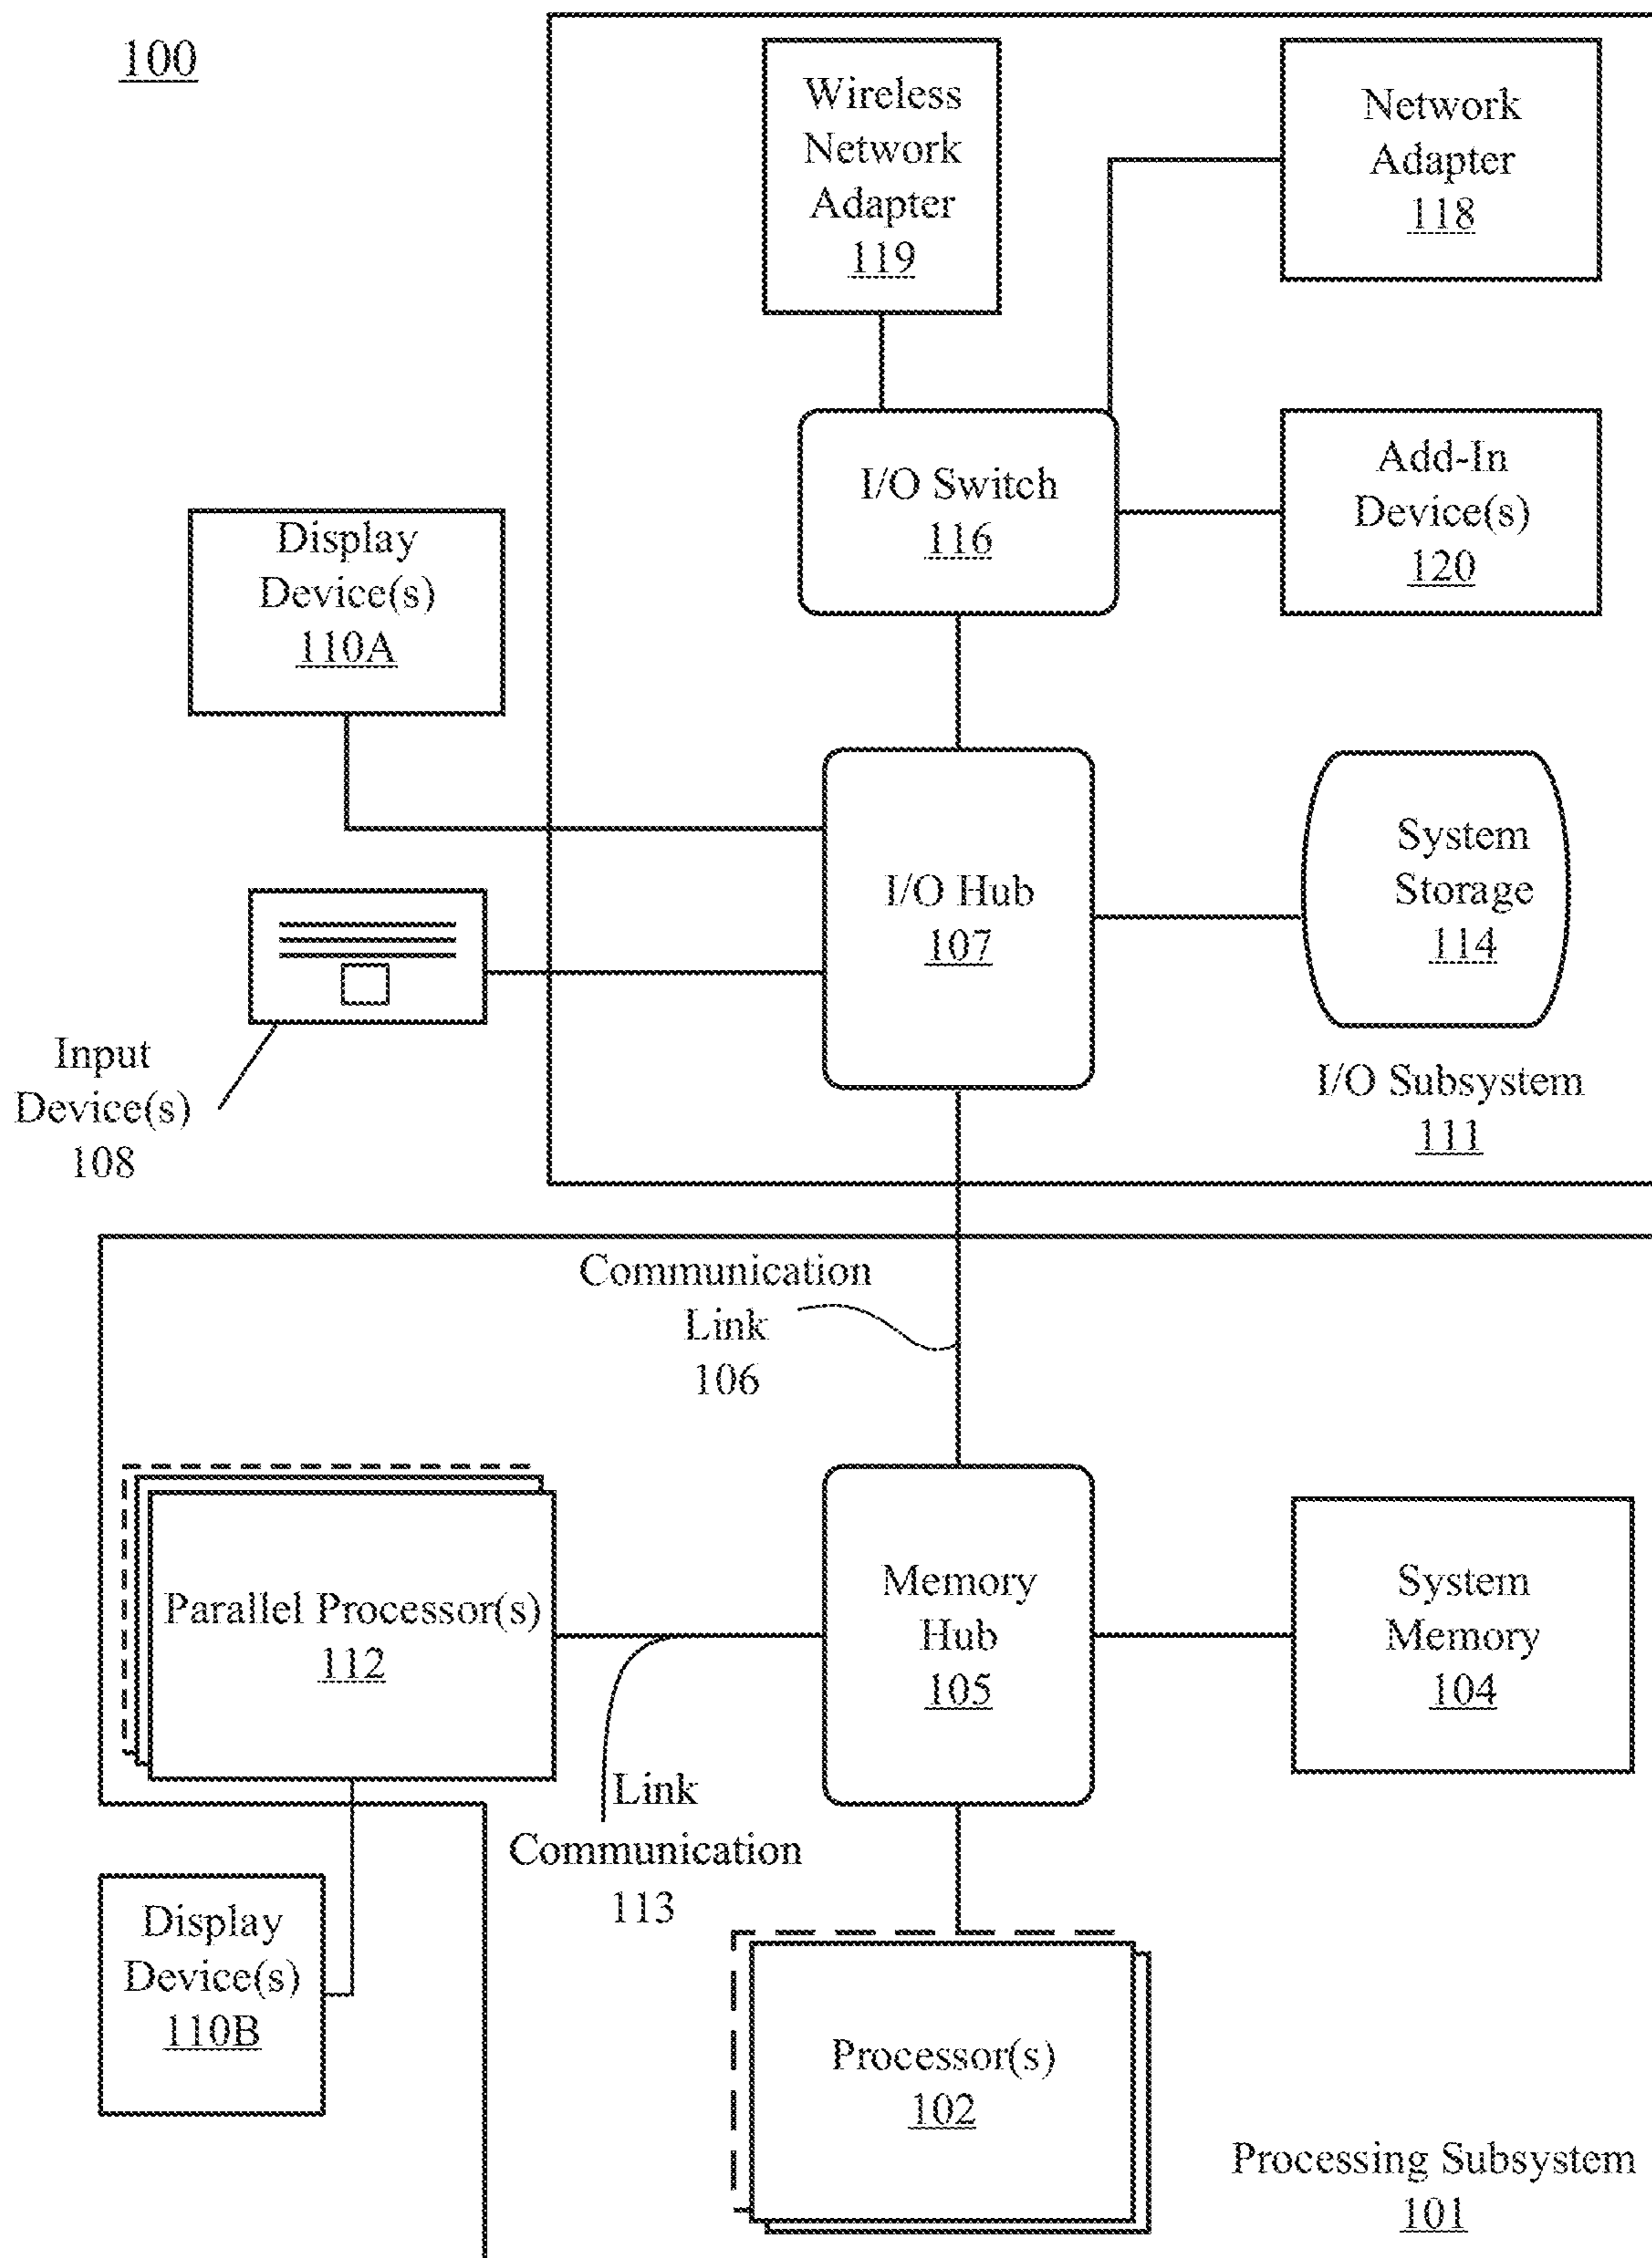 100
Wireless
Network
Adapter
119
Network
Adapter
118
I/O Switch
116
Add-In
Device(s)
120
Display
Device(s)
110A
I/O Hub
107
System
Storage
114
Input
Device(s)
108
I/O Subsystem
111
Communication
Link
106
Parallel Processor(s)
112
Memory
Hub
105
System
Memory
104
Link
Communication
113
Display
Device(s)
110B
Processor(s)
102
Processing Subsystem
101